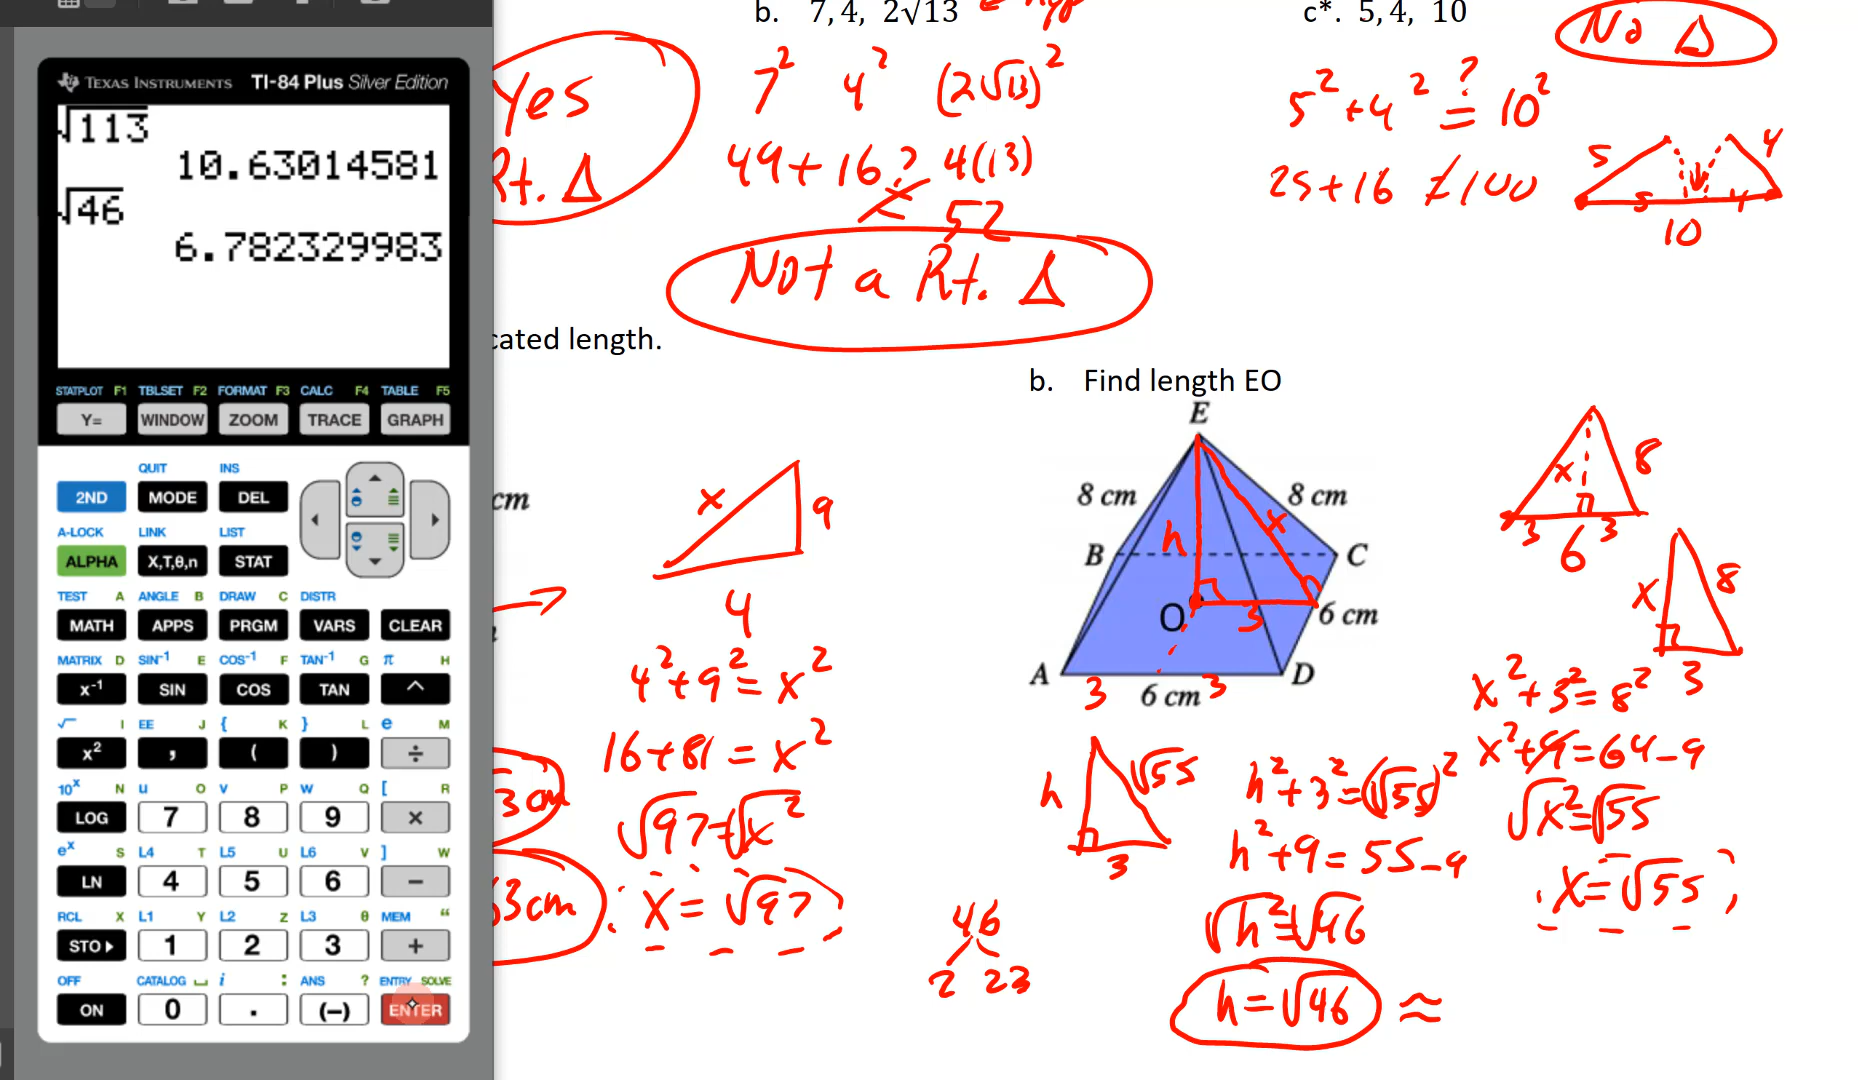 TEXAS INSTRUMENTS TI-84 Plus Silver Edition
√113
10.63014581
√46
6.782329983
STATPLOT F1 TBLSET F2 FORMAT F3 CALC F4 TABLE F5
Y= WINDOW ZOOM TRACE GRAPH
QUIT INS
2ND MODE DEL
A-LOCK LINK LIST
ALPHA X,T,θ,n STAT
TEST A ANGLE B DRAW C DISTR
MATH APPS PRGM VARS CLEAR
MATRIX D SIN⁻¹ E COS⁻¹ F TAN⁻¹ G π H
x⁻¹ SIN COS TAN ^
√ I EE J { K } L e M
x² , ( ) ÷
10ˣ N u O v P w Q [ R
LOG 7 8 9 ×
eˣ S L4 T L5 U L6 V ] W
LN 4 5 6 −
RCL X L1 Y L2 Z L3 θ MEM "
STO▸ 1 2 3 +
OFF CATALOG ⎵ i : ANS ? ENTRY SOLVE
ON 0 . (−) ENTER
Yes
Rt. Δ
b. 7, 4, 2√13
7² 4² (2√13)²
49+16 ? 4(13)
≠ 52
Not a Rt. Δ
c*. 5, 4, 10
No Δ
5² + 4² ≟ 10²
25+16 ≠ 100
5 4
5 4
10
cated length.
cm
x 9
4
4²+9²=x²
16+81=x²
√97=√x²
x=√97
3cm
3cm
b. Find length EO
E
8 cm 8 cm
h x
B C
O 3 6 cm
A D
3 6 cm 3
h √55
3
h²+3²=(√55)²
h²+9=55-9
√h²=√46
h=√46 ≈
46
2 23
x 8
3 3
6
x 8
3
x²+3²=8²
x²+9=64-9
√x²=√55
x=√55